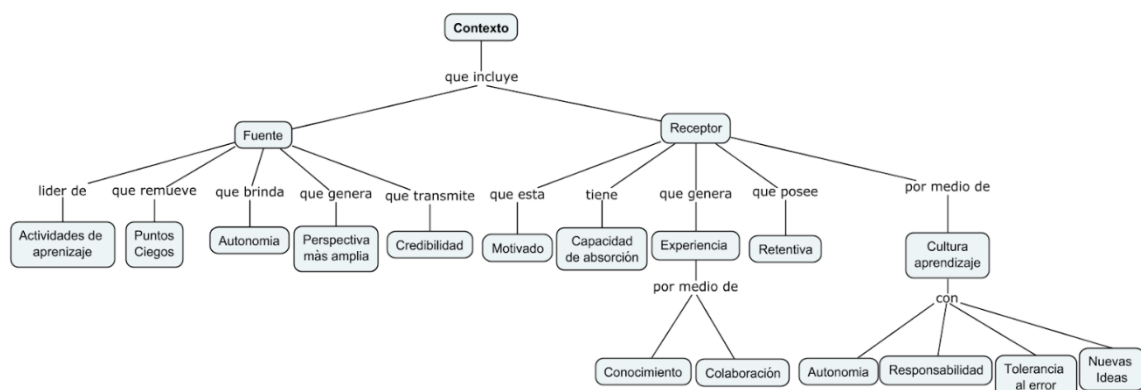 Contexto
que incluye
Fuente
Receptor
lider de
que remueve
que brinda
que genera
que transmite
que esta
tiene
que genera
que posee
por medio de
Actividades de
aprenizaje
Puntos
Ciegos
Autonomia
Perspectiva
màs amplia
Credibilidad
Motivado
Capacidad
de absorción
Experiencia
Retentiva
Cultura
aprendizaje
por medio de
con
Conocimiento
Colaboración
Autonomia
Responsabilidad
Tolerancia
al error
Nuevas
Ideas